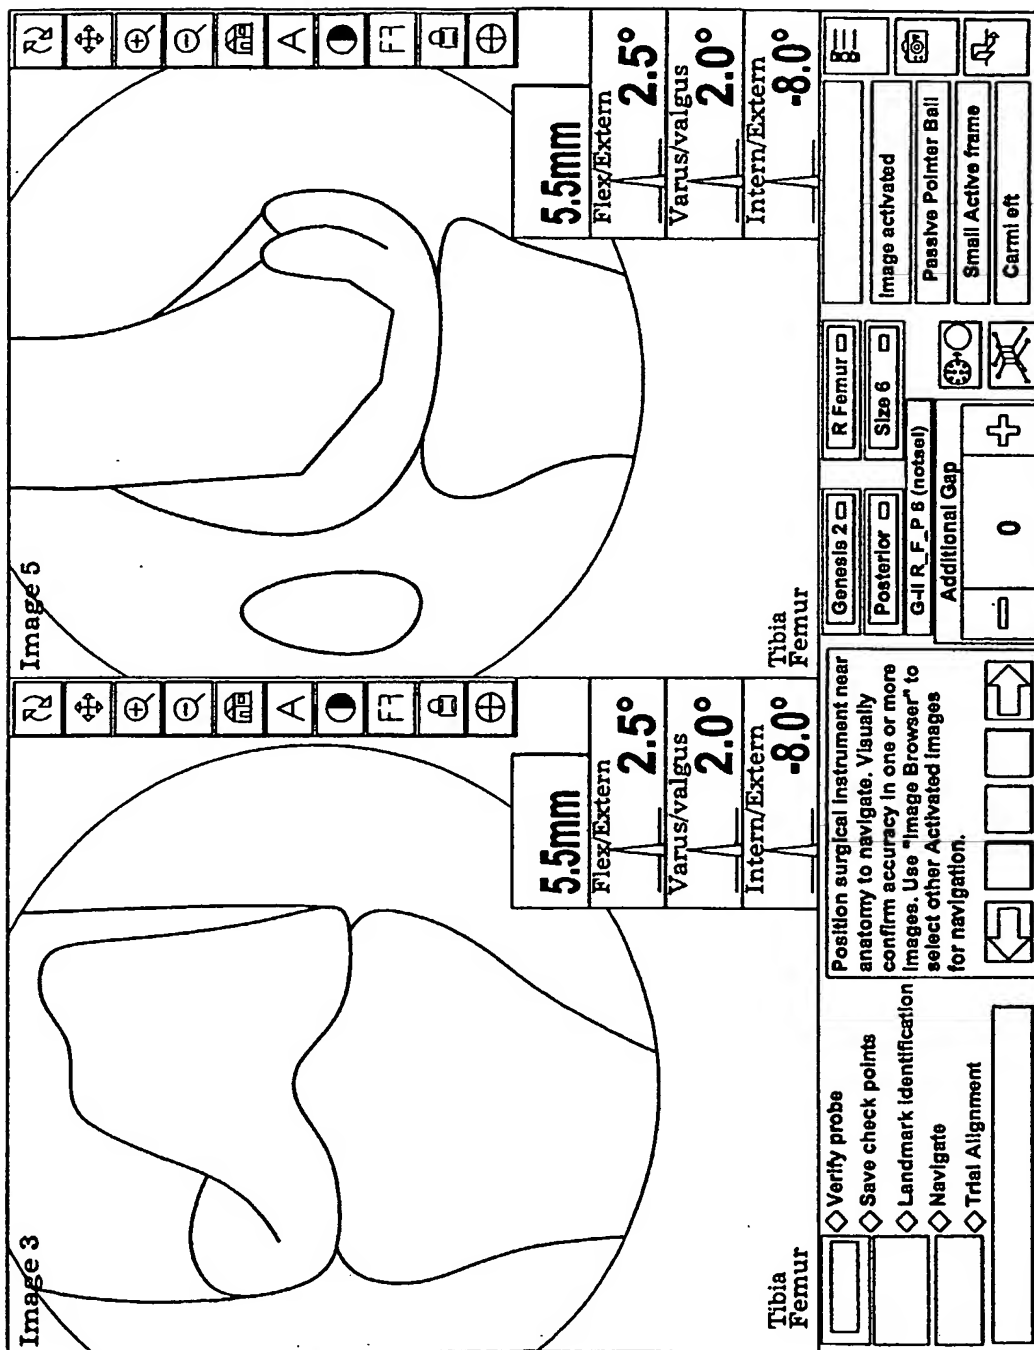 Image 3
A
5.5mm
Flex/Extern
2.5°
Varus/valgus
2.0°
Intern/Extern
-8.0°
Tibia
Femur
Image 5
A
5.5mm
Flex/Extern
2.5°
Varus/valgus
2.0°
Intern/Extern
-8.0°
Tibia
Femur
Verify probe
Save check points
Landmark identification
Navigate
Trial Alignment
Position surgical instrument near
anatomy to navigate. Visually
confirm accuracy in one or more
images. Use "Image Browser" to
select other Activated images
for navigation.
Genesis 2
R Femur
Posterior
Size 6
G-II R_F_P 6 (notsel)
Additional Gap
0
Image activated
Passive Pointer Ball
Small Active frame
Carml eft